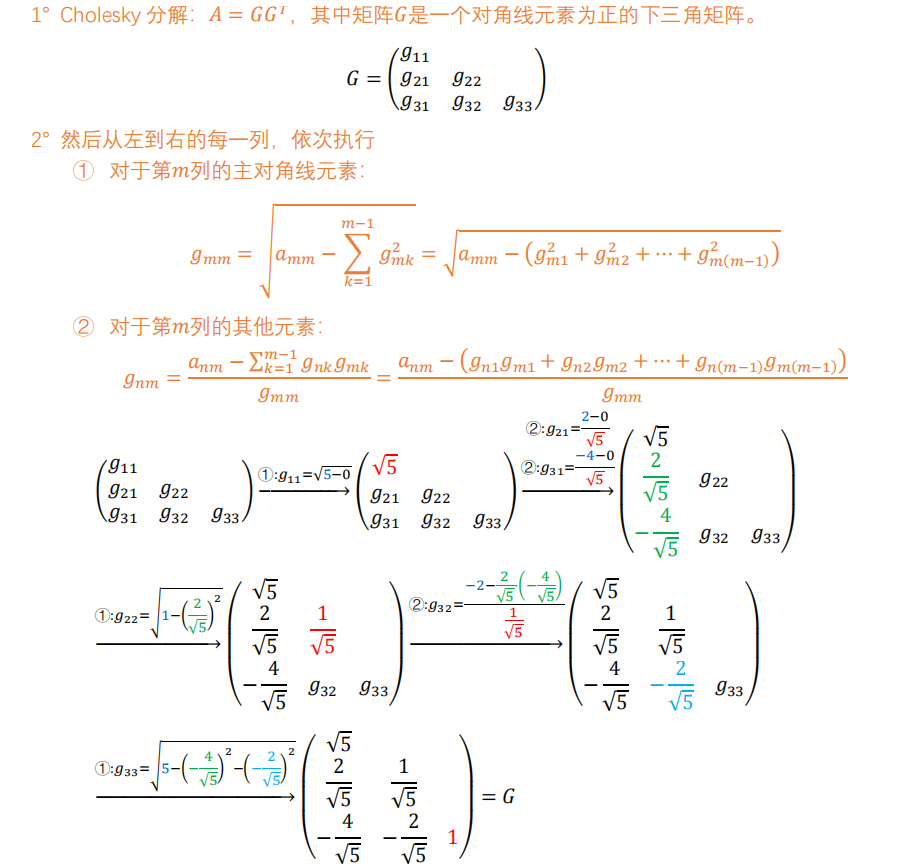 1° Cholesky 分解：A = GGᵀ，其中矩阵G是一个对角线元素为正的下三角矩阵。
G = \begin{pmatrix} g_{11} & & \\ g_{21} & g_{22} & \\ g_{31} & g_{32} & g_{33} \end{pmatrix}
2° 然后从左到右的每一列，依次执行
① 对于第m列的主对角线元素：
g_{mm} = \sqrt{a_{mm} - \sum_{k=1}^{m-1} g_{mk}^2} = \sqrt{a_{mm} - (g_{m1}^2 + g_{m2}^2 + \cdots + g_{m(m-1)}^2)}
② 对于第m列的其他元素：
g_{nm} = \frac{a_{nm} - \sum_{k=1}^{m-1} g_{nk} g_{mk}}{g_{mm}} = \frac{a_{nm} - (g_{n1} g_{m1} + g_{n2} g_{m2} + \cdots + g_{n(m-1)} g_{m(m-1)})}{g_{mm}}
\begin{pmatrix} g_{11} & & \\ g_{21} & g_{22} & \\ g_{31} & g_{32} & g_{33} \end{pmatrix} \xrightarrow{①:g_{11}=\sqrt{5-0}} \begin{pmatrix} \sqrt{5} & & \\ g_{21} & g_{22} & \\ g_{31} & g_{32} & g_{33} \end{pmatrix} \xrightarrow{②:g_{21}=\frac{2-0}{\sqrt{5}} ②:g_{31}=\frac{-4-0}{\sqrt{5}}} \begin{pmatrix} \sqrt{5} & & \\ \frac{2}{\sqrt{5}} & g_{22} & \\ -\frac{4}{\sqrt{5}} & g_{32} & g_{33} \end{pmatrix}
\xrightarrow{①:g_{22}=\sqrt{1-(\frac{2}{\sqrt{5}})^2}} \begin{pmatrix} \sqrt{5} & & \\ \frac{2}{\sqrt{5}} & \frac{1}{\sqrt{5}} & \\ -\frac{4}{\sqrt{5}} & g_{32} & g_{33} \end{pmatrix} \xrightarrow{②:g_{32}=\frac{-2-\frac{2}{\sqrt{5}}\cdot(-\frac{4}{\sqrt{5}})}{\frac{1}{\sqrt{5}}}} \begin{pmatrix} \sqrt{5} & & \\ \frac{2}{\sqrt{5}} & \frac{1}{\sqrt{5}} & \\ -\frac{4}{\sqrt{5}} & -\frac{2}{\sqrt{5}} & g_{33} \end{pmatrix}
\xrightarrow{①:g_{33}=\sqrt{5-(-\frac{4}{\sqrt{5}})^2-(-\frac{2}{\sqrt{5}})^2}} \begin{pmatrix} \sqrt{5} & & \\ \frac{2}{\sqrt{5}} & \frac{1}{\sqrt{5}} & \\ -\frac{4}{\sqrt{5}} & -\frac{2}{\sqrt{5}} & 1 \end{pmatrix} = G